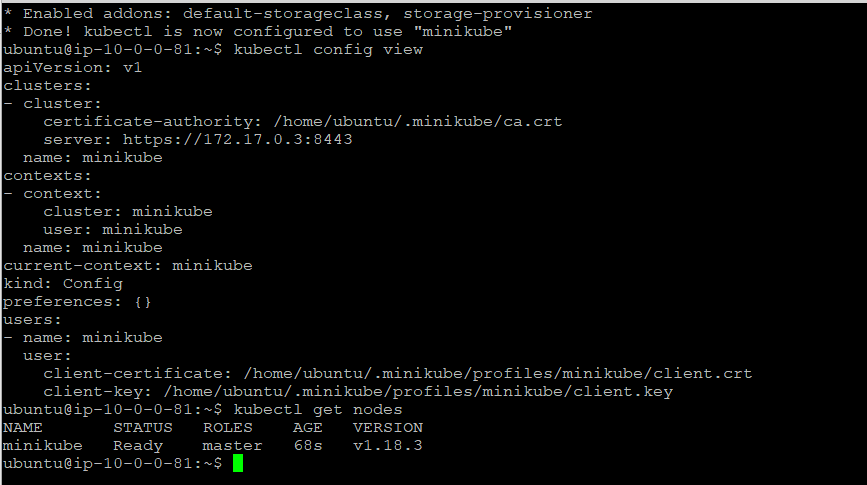 * Enabled addons: default-storageclass, storage-provisioner
* Done! kubectl is now configured to use "minikube"
ubuntu@ip-10-0-0-81:~$ kubectl config view
apiVersion: v1
clusters:
- cluster:
    certificate-authority: /home/ubuntu/.minikube/ca.crt
    server: https://172.17.0.3:8443
  name: minikube
contexts:
- context:
    cluster: minikube
    user: minikube
  name: minikube
current-context: minikube
kind: Config
preferences: {}
users:
- name: minikube
  user:
    client-certificate: /home/ubuntu/.minikube/profiles/minikube/client.crt
    client-key: /home/ubuntu/.minikube/profiles/minikube/client.key
ubuntu@ip-10-0-0-81:~$ kubectl get nodes
NAME       STATUS   ROLES    AGE   VERSION
minikube   Ready    master   68s   v1.18.3
ubuntu@ip-10-0-0-81:~$